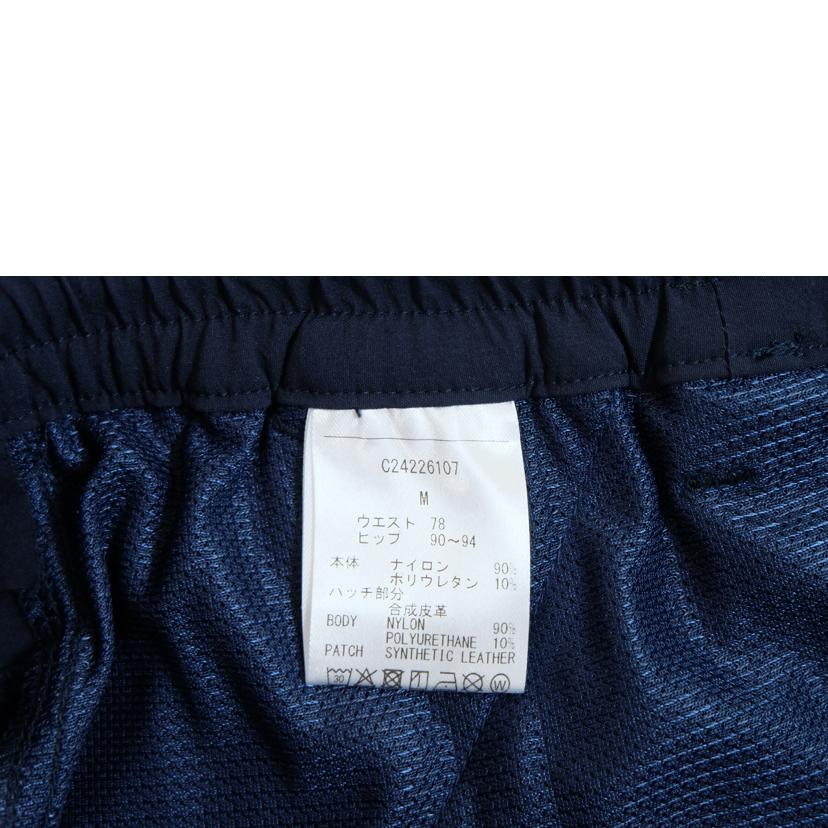 C24226107
M
ウエスト 78
ヒップ 90～94
本体 ナイロン 90%
ポリウレタン 10%
パッチ部分
合成皮革
BODY NYLON 90%
POLYURETHANE 10%
PATCH SYNTHETIC LEATHER
30 W